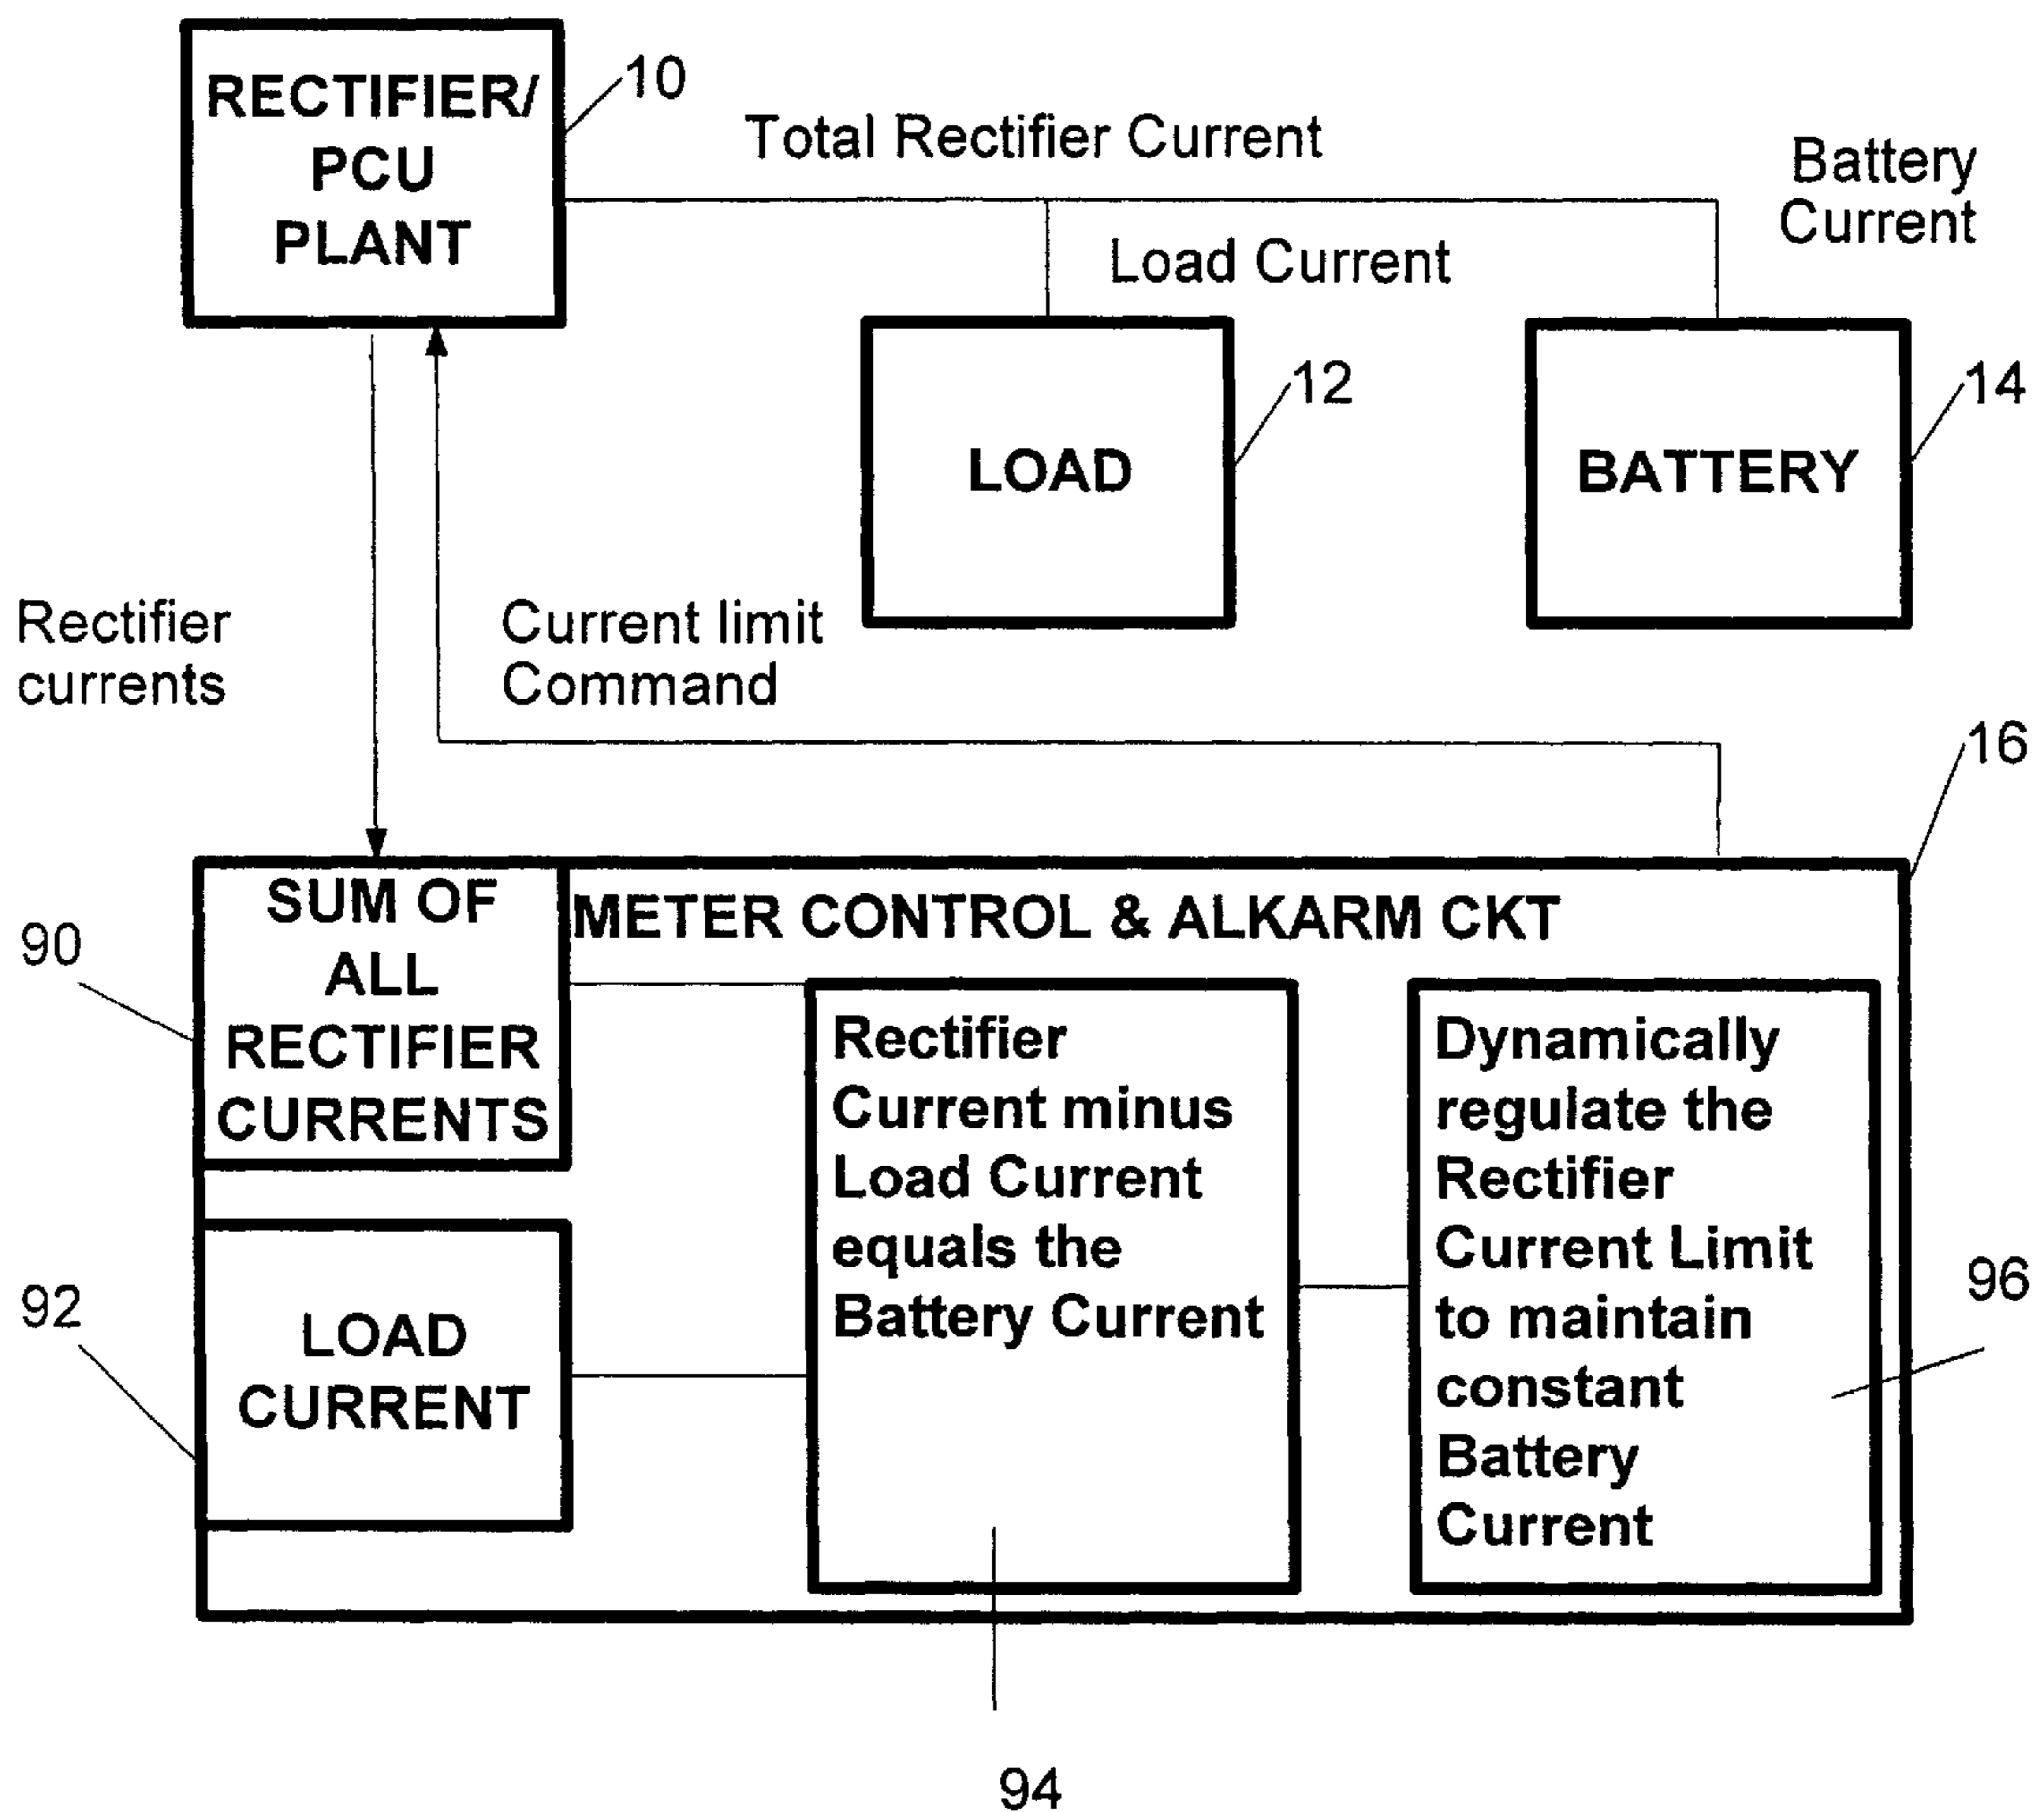 RECTIFIER/
PCU
PLANT
10
Total Rectifier Current
Battery
Current
Load Current
LOAD
12
BATTERY
14
Rectifier
currents
Current limit
Command
16
SUM OF
ALL
RECTIFIER
CURRENTS
90
METER CONTROL & ALKARM CKT
LOAD
CURRENT
92
Rectifier
Current minus
Load Current
equals the
Battery Current
94
Dynamically
regulate the
Rectifier
Current Limit
to maintain
constant
Battery
Current
96